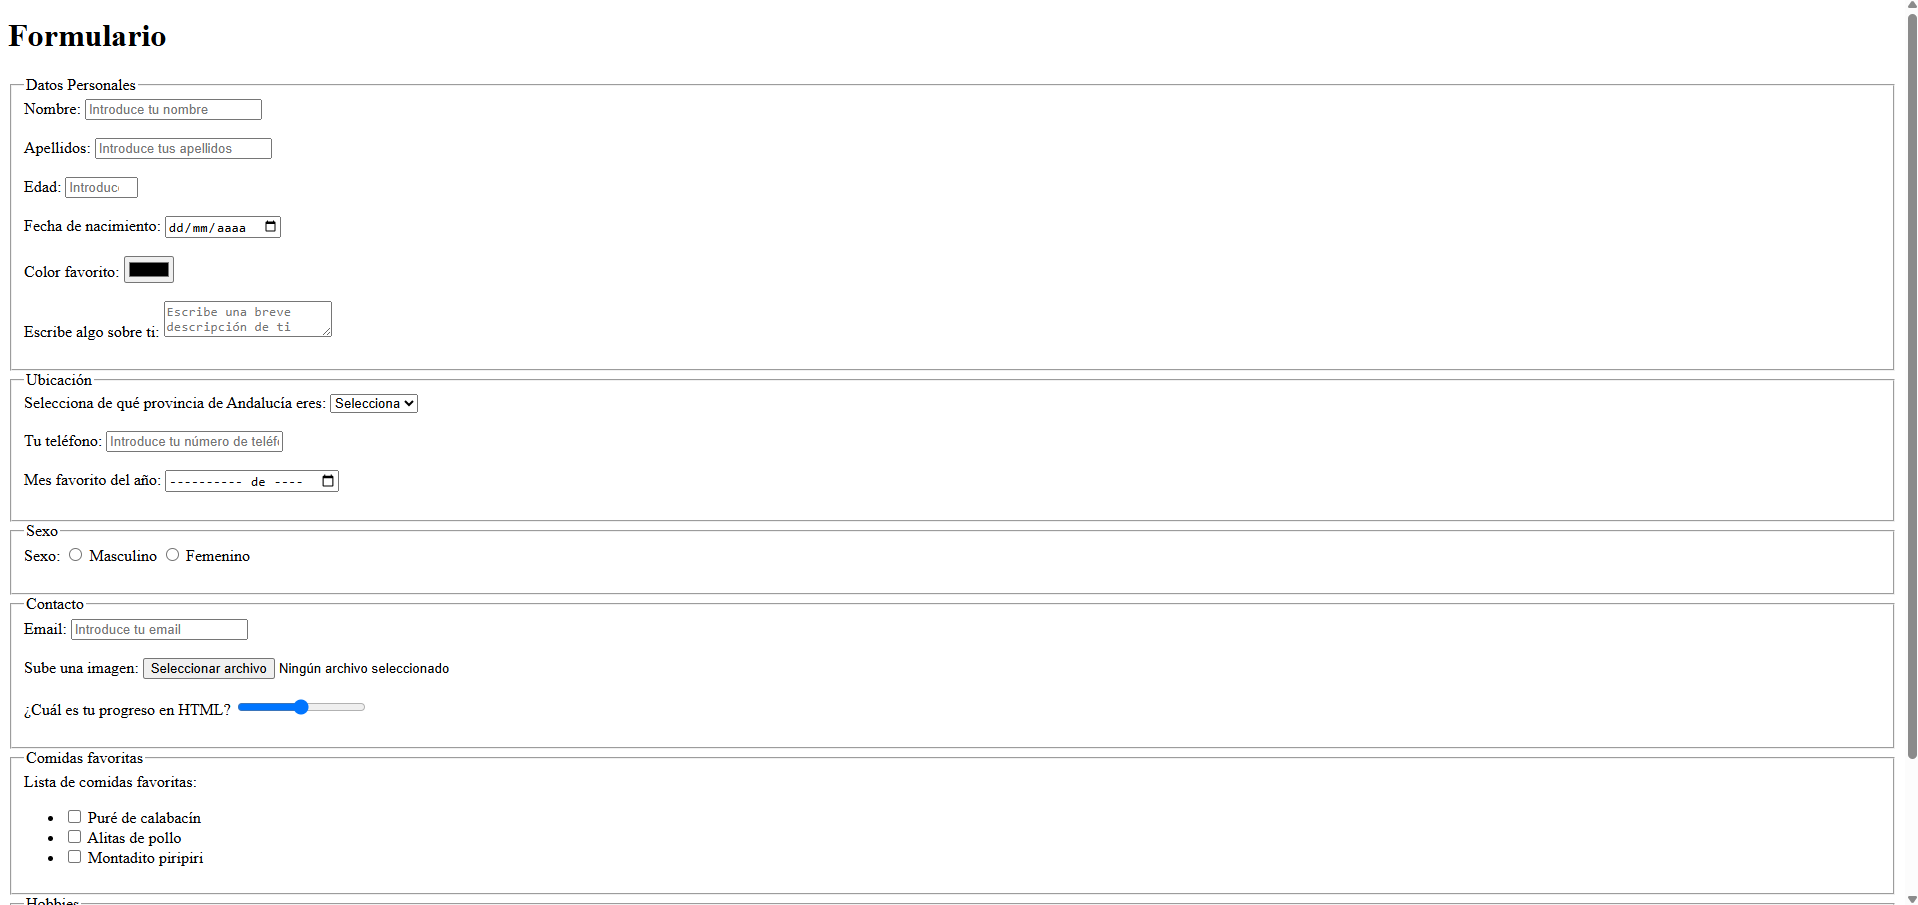 Formulario
Datos Personales
Nombre: Introduce tu nombre
Apellidos: Introduce tus apellidos
Edad: Introduc
Fecha de nacimiento: dd/mm/aaaa
Color favorito:
Escribe algo sobre ti: Escribe una breve
descripción de ti
Ubicación
Selecciona de qué provincia de Andalucía eres: Selecciona
Tu teléfono: Introduce tu número de teléf
Mes favorito del año: ---------- de ----
Sexo
Sexo: Masculino Femenino
Contacto
Email: Introduce tu email
Sube una imagen: Seleccionar archivo Ningún archivo seleccionado
¿Cuál es tu progreso en HTML?
Comidas favoritas
Lista de comidas favoritas:
• Puré de calabacín
• Alitas de pollo
• Montadito piripiri
Hobbies